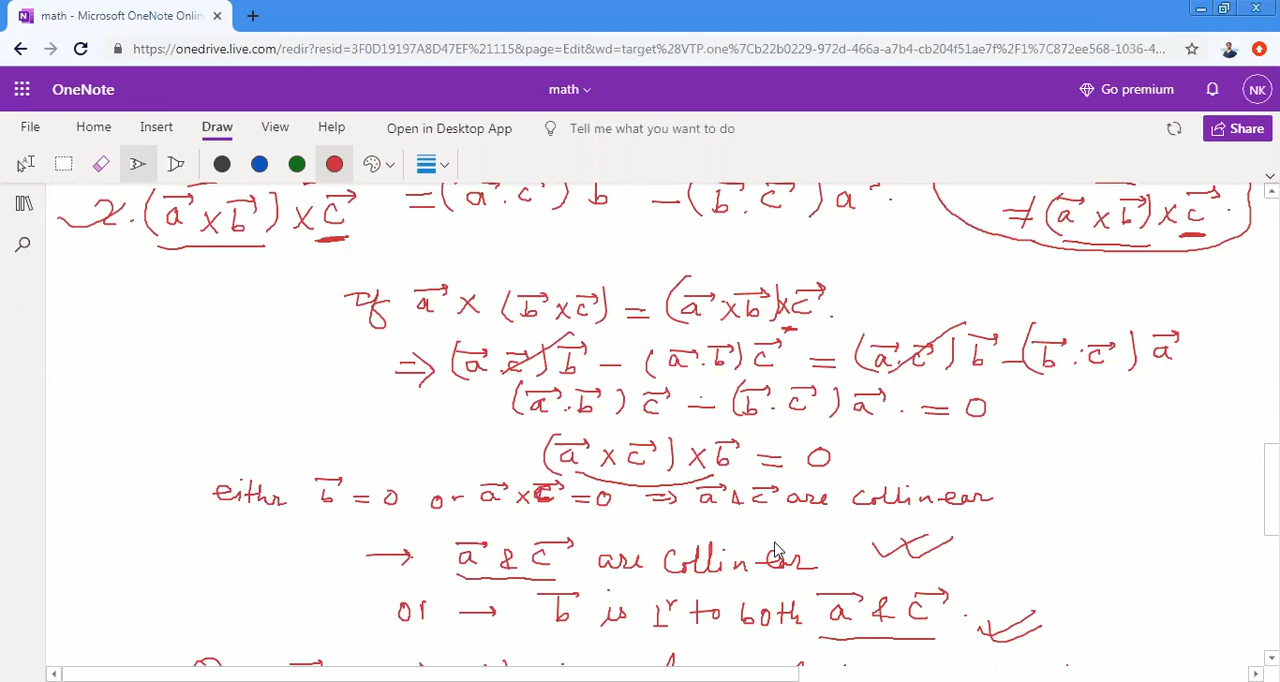 math - Microsoft OneNote Onlin
https://onedrive.live.com/redir?resid=3F0D19197A8D47EF%21115&page=Edit&wd=target%28VTP.one%7Cb22b0229-972d-466a-a7b4-cb204f51ae7f%2F1%7C872ee568-1036-4...
OneNote
math
Go premium
NK
File Home Insert Draw View Help Open in Desktop App Tell me what you want to do
Share
2. (a⃗ × b⃗) × c⃗ = (a⃗ . c⃗) b⃗ - (b⃗ . c⃗) a⃗ . ≠ (a⃗ × b⃗) × c⃗ .
If a⃗ × (b⃗ × c⃗) = (a⃗ × b⃗) × c⃗ .
⇒ (a⃗ . c⃗) b⃗ - (a⃗ . b⃗) c⃗ = (a⃗ . c⃗) b⃗ - (b⃗ . c⃗) a⃗
(a⃗ . b⃗) c⃗ - (b⃗ . c⃗) a⃗ . = 0
(a⃗ × c⃗) × b⃗ = 0
eithr b⃗ = 0 or a⃗ × c⃗ = 0 ⇒ a⃗ & c⃗ are collinear
→ a⃗ & c⃗ are collinear
or → b⃗ is ⊥r to both a⃗ & c⃗ .